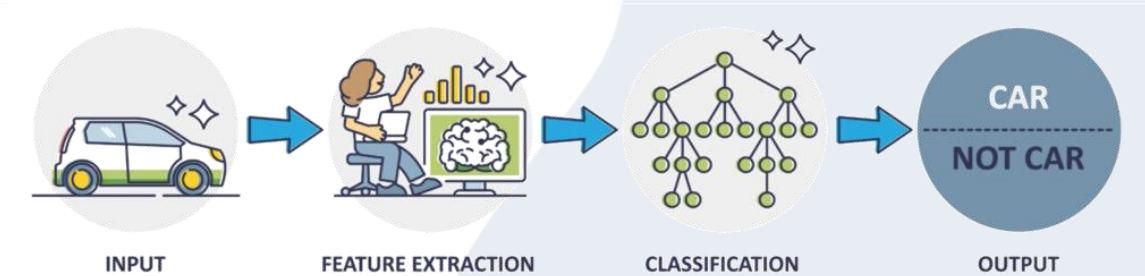 CAR
NOT CAR
INPUT
FEATURE EXTRACTION
CLASSIFICATION
OUTPUT